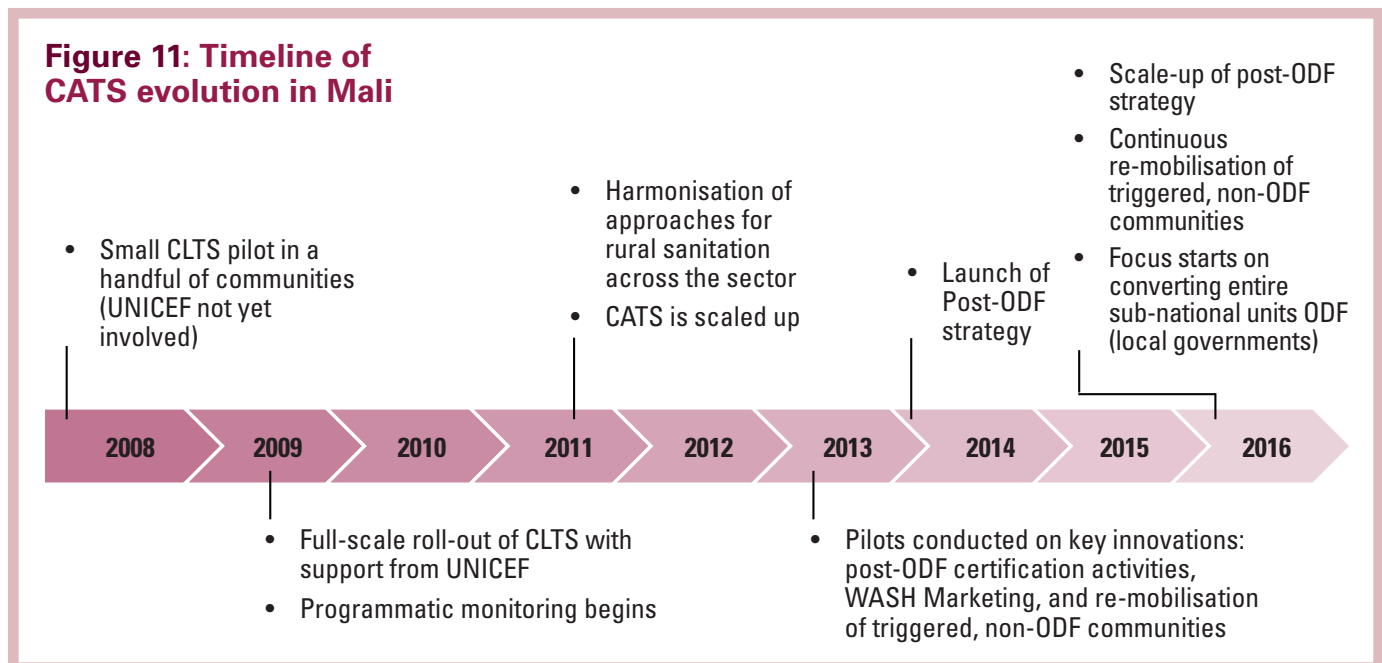 Figure 11: Timeline of
CATS evolution in Mali
• Small CLTS pilot in a
handful of communities
(UNICEF not yet
involved)
• Harmonisation of
approaches for
rural sanitation
across the sector
• CATS is scaled up
• Launch of
Post-ODF
strategy
• Scale-up of post-ODF
strategy
• Continuous
re-mobilisation of
triggered, non-ODF
communities
• Focus starts on
converting entire
sub-national units ODF
(local governments)
2008 2009 2010 2011 2012 2013 2014 2015 2016
• Full-scale roll-out of CLTS with
support from UNICEF
• Programmatic monitoring begins
• Pilots conducted on key innovations:
post-ODF certification activities,
WASH Marketing, and re-mobilisation
of triggered, non-ODF communities